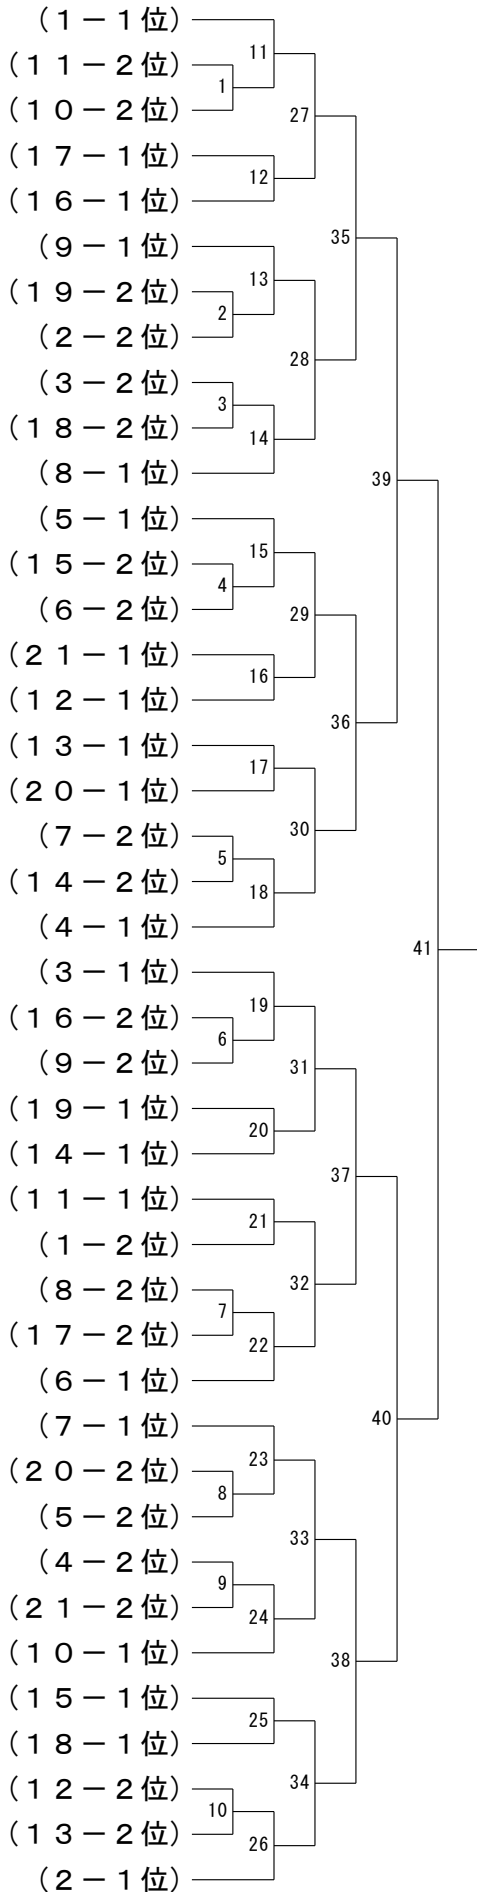 （１－１位）
11
（１１－２位）
1
（１０－２位）
27
（１７－１位）
12
（１６－１位）
35
（９－１位）
13
（１９－２位）
2
（２－２位）
28
（３－２位）
3
（１８－２位）
14
（８－１位）
39
（５－１位）
15
（１５－２位）
4
（６－２位）
29
（２１－１位）
16
（１２－１位）
36
（１３－１位）
17
（２０－１位）
30
（７－２位）
5
（１４－２位）
18
（４－１位）
41
（３－１位）
19
（１６－２位）
6
（９－２位）
31
（１９－１位）
20
（１４－１位）
37
（１１－１位）
21
（１－２位）
32
（８－２位）
7
（１７－２位）
22
（６－１位）
40
（７－１位）
23
（２０－２位）
8
（５－２位）
33
（４－２位）
9
（２１－２位）
24
（１０－１位）
38
（１５－１位）
25
（１８－１位）
34
（１２－２位）
10
（１３－２位）
26
（２－１位）